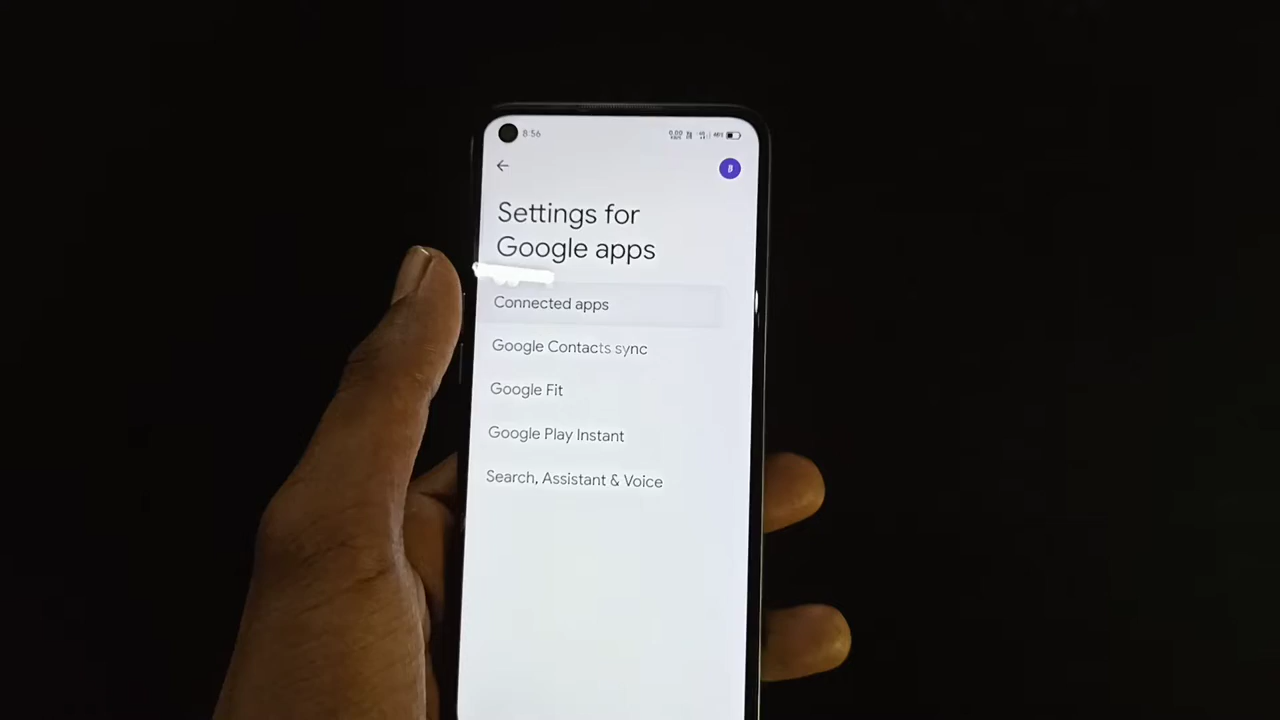 8:56
Settings for
Google apps
Connected apps
Google Contacts sync
Google Fit
Google Play Instant
Search, Assistant & Voice